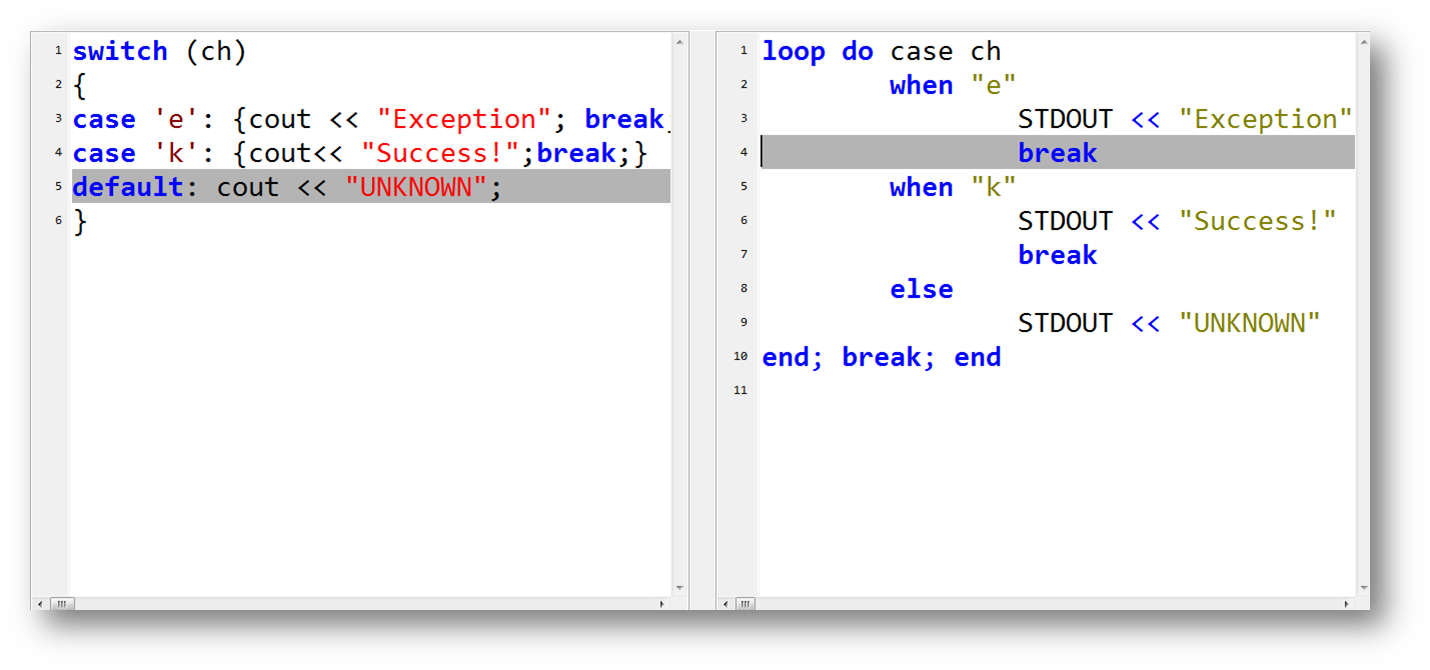 1 switch (ch)
2 {
3 case 'e': {cout << "Exception"; break;
4 case 'k': {cout<< "Success!";break;}
5 default: cout << "UNKNOWN";
6 }
1 loop do case ch
2 when "e"
3 STDOUT << "Exception"
4 break
5 when "k"
6 STDOUT << "Success!"
7 break
8 else
9 STDOUT << "UNKNOWN"
10 end; break; end
11